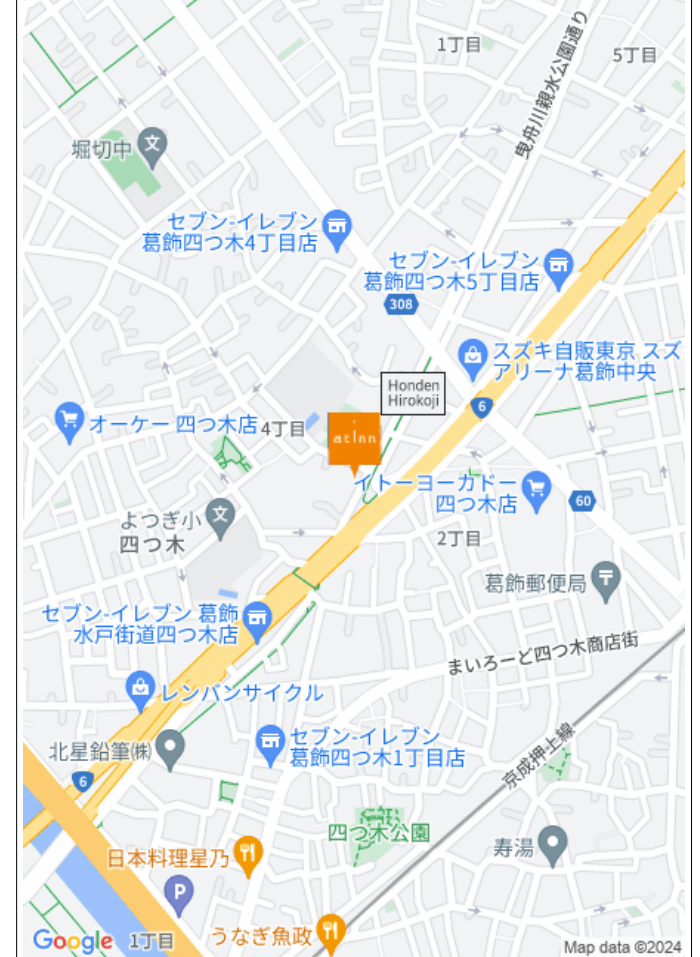 1丁目
5丁目
曳舟川親水公園通り
堀切中
セブン-イレブン
葛飾四つ木4丁目店
セブン-イレブン
葛飾四つ木5丁目店
308
スズキ自販東京 スズ
アリーナ葛飾中央
Honden
Hirokoji
6
オーケー 四つ木店
4丁目
at inn
イトーヨーカドー
四つ木店
60
よつぎ小
四つ木
2丁目
葛飾郵便局
セブン-イレブン 葛飾
水戸街道四つ木店
まいろーど四つ木商店街
レンバンサイクル
北星鉛筆㈱
セブン-イレブン
葛飾四つ木1丁目店
京成押上線
6
四つ木公園
寿湯
日本料理星乃
P
うなぎ魚政
Google
1丁目
Map data ©2024